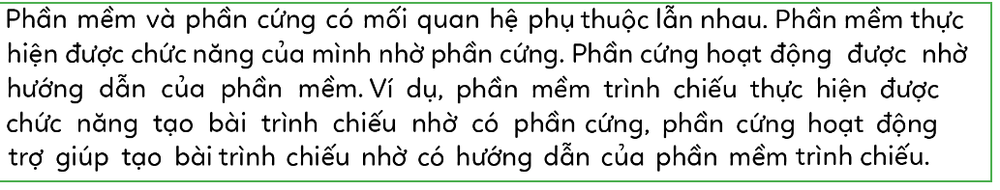 Phần mềm và phần cứng có mối quan hệ phụ thuộc lẫn nhau. Phần mềm thực
hiện được chức năng của mình nhờ phần cứng. Phần cứng hoạt động được nhờ
hướng dẫn của phần mềm. Ví dụ, phần mềm trình chiếu thực hiện được
chức năng tạo bài trình chiếu nhờ có phần cứng, phần cứng hoạt động
trợ giúp tạo bài trình chiếu nhờ có hướng dẫn của phần mềm trình chiếu.